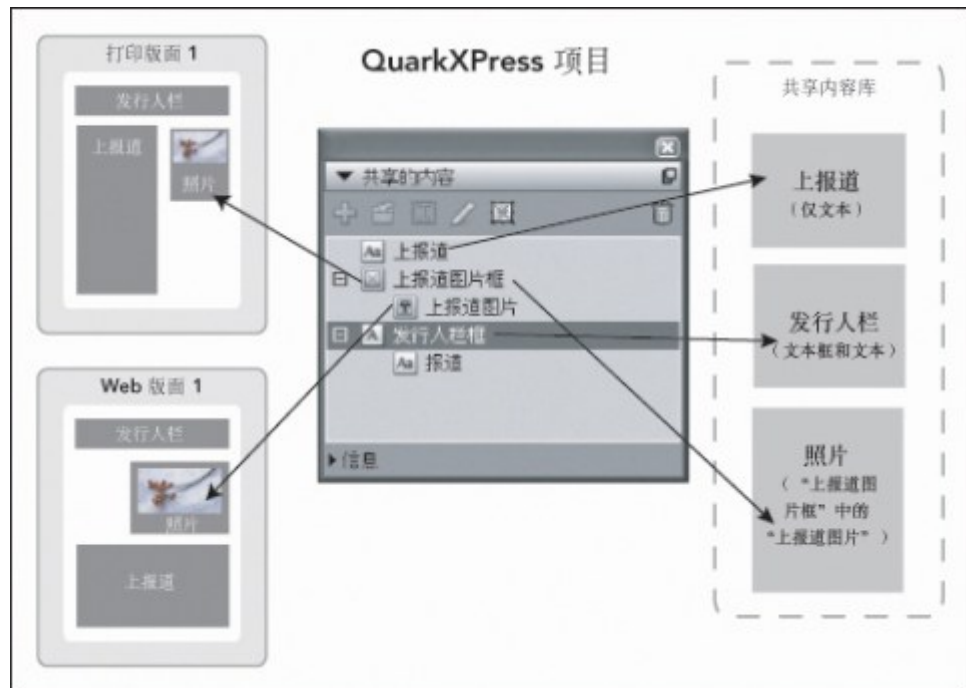 QuarkXPress 项目
打印版面 1
发行人栏
上报道
照片
Web 版面 1
发行人栏
照片
上报道
共享的内容
Aa 上报道
上报道图片框
上报道图片
A 发行人栏框
Aa 报道
信息
共享内容库
上报道
（仅文本）
发行人栏
（文本框和文本）
照片
（“上报道图
片框”中的
“上报道图片”）